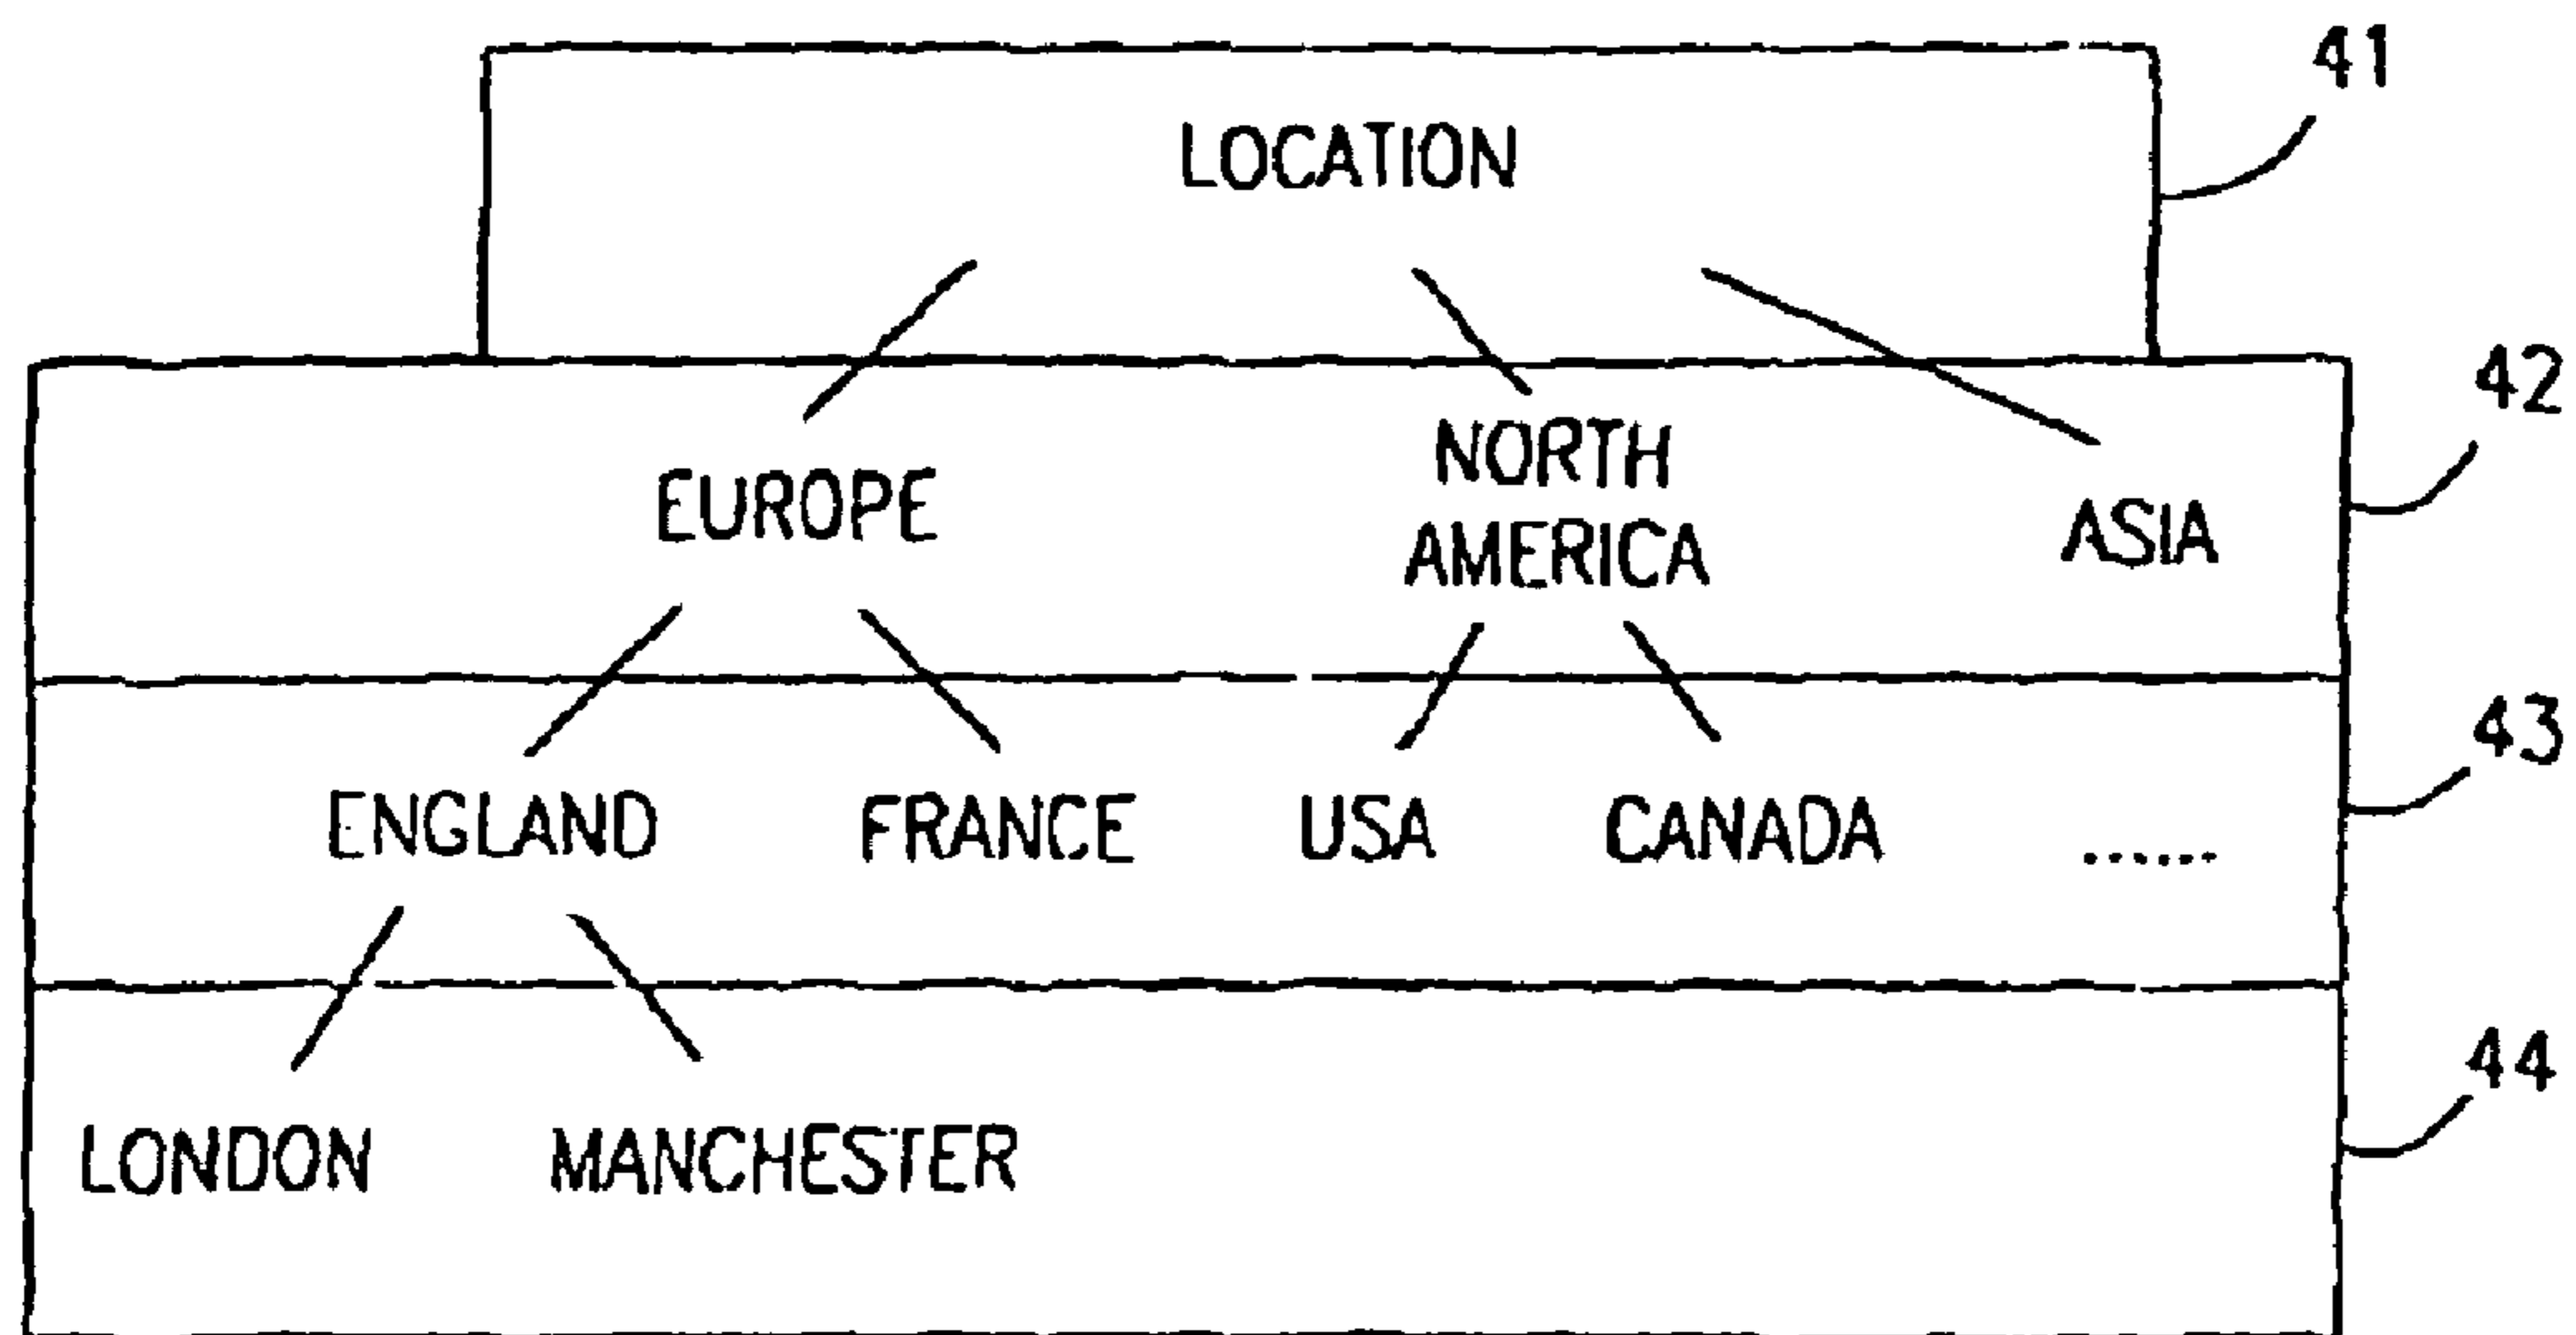 41
LOCATION
42
EUROPE
NORTH
AMERICA
ASIA
43
ENGLAND FRANCE USA CANADA ......
44
LONDON MANCHESTER